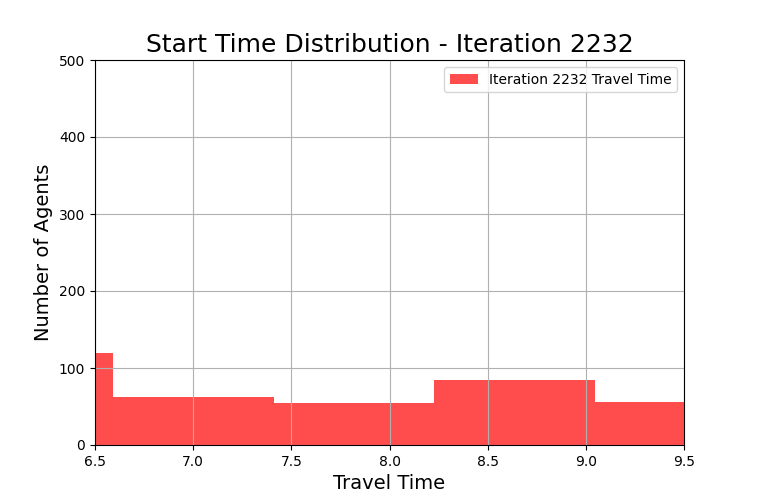 Start Time Distribution - Iteration 2232
Iteration 2232 Travel Time
Number of Agents
500
400
300
200
100
0
6.5 7.0 7.5 8.0 8.5 9.0 9.5
Travel Time